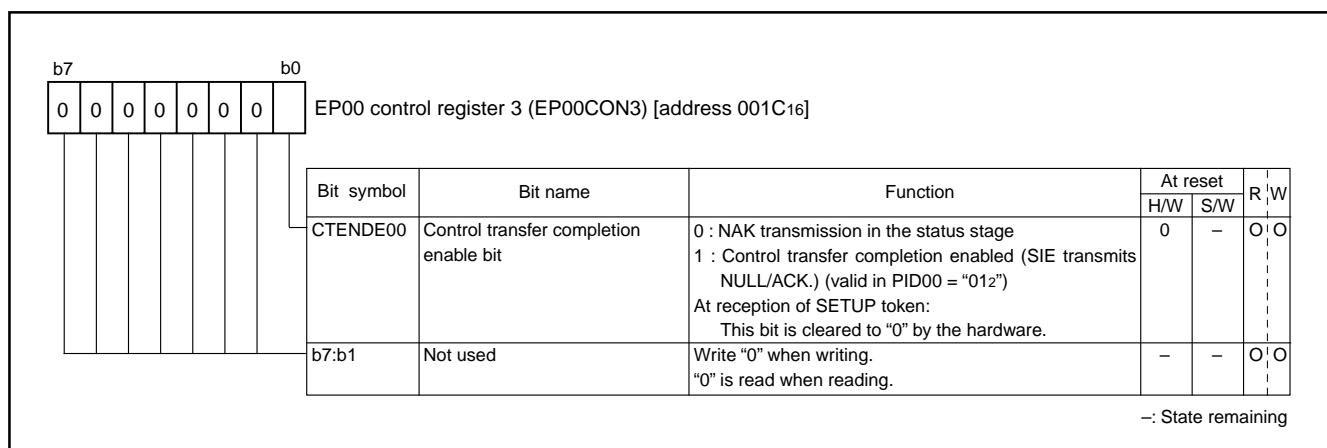 b7 b0
0 0 0 0 0 0 0 EP00 control register 3 (EP00CON3) [address 001C16]
Bit symbol Bit name Function At reset R W
H/W S/W
CTENDE00 Control transfer completion 0 : NAK transmission in the status stage 0 – O O
enable bit 1 : Control transfer completion enabled (SIE transmits
NULL/ACK.) (valid in PID00 = “012”)
At reception of SETUP token:
This bit is cleared to “0” by the hardware.
b7:b1 Not used Write “0” when writing. – – O O
“0” is read when reading.
–: State remaining